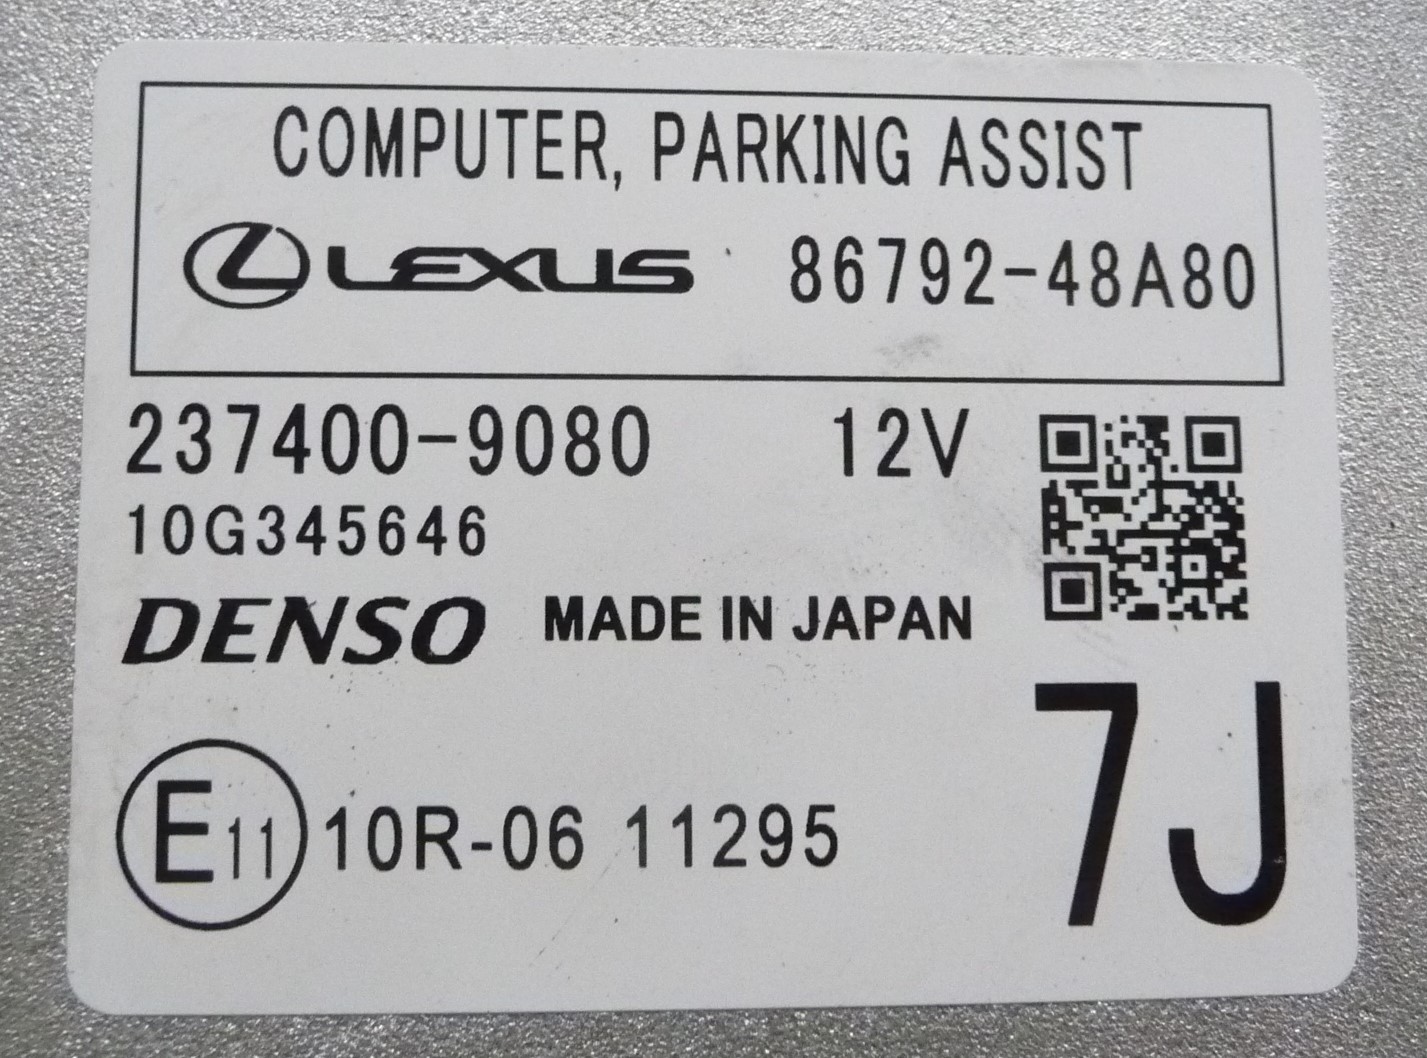 COMPUTER, PARKING ASSIST
LEXUS 86792-48A80
237400-9080 12V
10G345646
DENSO MADE IN JAPAN
7J
E11 10R-06 11295